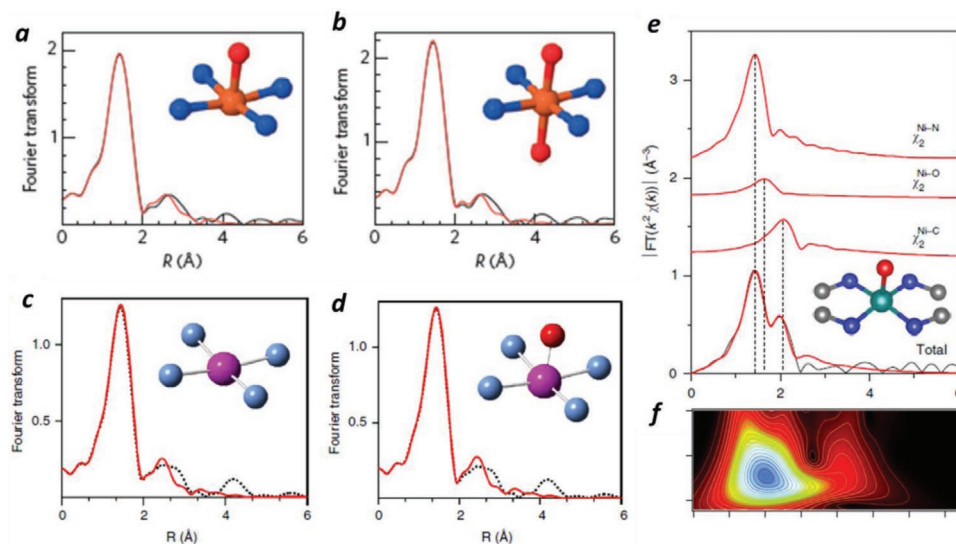 a
Fourier transform
2
1
0 2 4 6
R (Å)
b
Fourier transform
2
1
0 2 4 6
R (Å)
c
Fourier transform
1.0
0.5
0 2 4 6
R (Å)
d
Fourier transform
1.0
0.5
0 2 4 6
R (Å)
e
|FT(k² χ(k))| (Å⁻³)
3
2
1
0
χ₂ Ni–N
χ₂ Ni–O
χ₂ Ni–C
Total
0 2 4 6
f